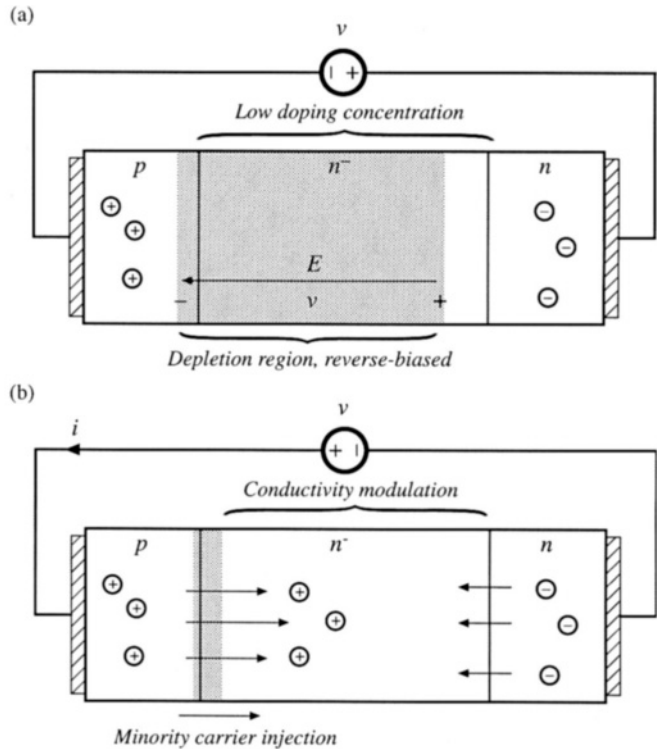 (a)
v
Low doping concentration
p n⁻ n
E
− v +
Depletion region, reverse-biased
(b)
v
i
Conductivity modulation
p n⁻ n
Minority carrier injection